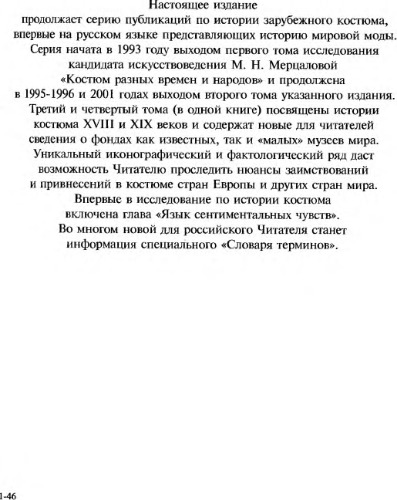 Настоящее издание
продолжает серию публикаций по истории зарубежного костюма,
впервые на русском языке представляющих историю мировой моды.
Серия начата в 1993 году выходом первого тома исследования
кандидата искусствоведения М. Н. Мерцаловой
«Костюм разных времен и народов» и продолжена
в 1995-1996 и 2001 годах выходом второго тома указанного издания.
Третий и четвертый тома (в одной книге) посвящены истории
костюма XVIII и XIX веков и содержат новые для читателей
сведения о фондах как известных, так и «малых» музеев мира.
Уникальный иконографический и фактологический ряд даст
возможность Читателю проследить нюансы заимствований
и привнесений в костюме стран Европы и других стран мира.
Впервые в исследование по истории костюма
включена глава «Язык сентиментальных чувств».
Во многом новой для российского Читателя станет
информация специального «Словаря терминов».
1-46